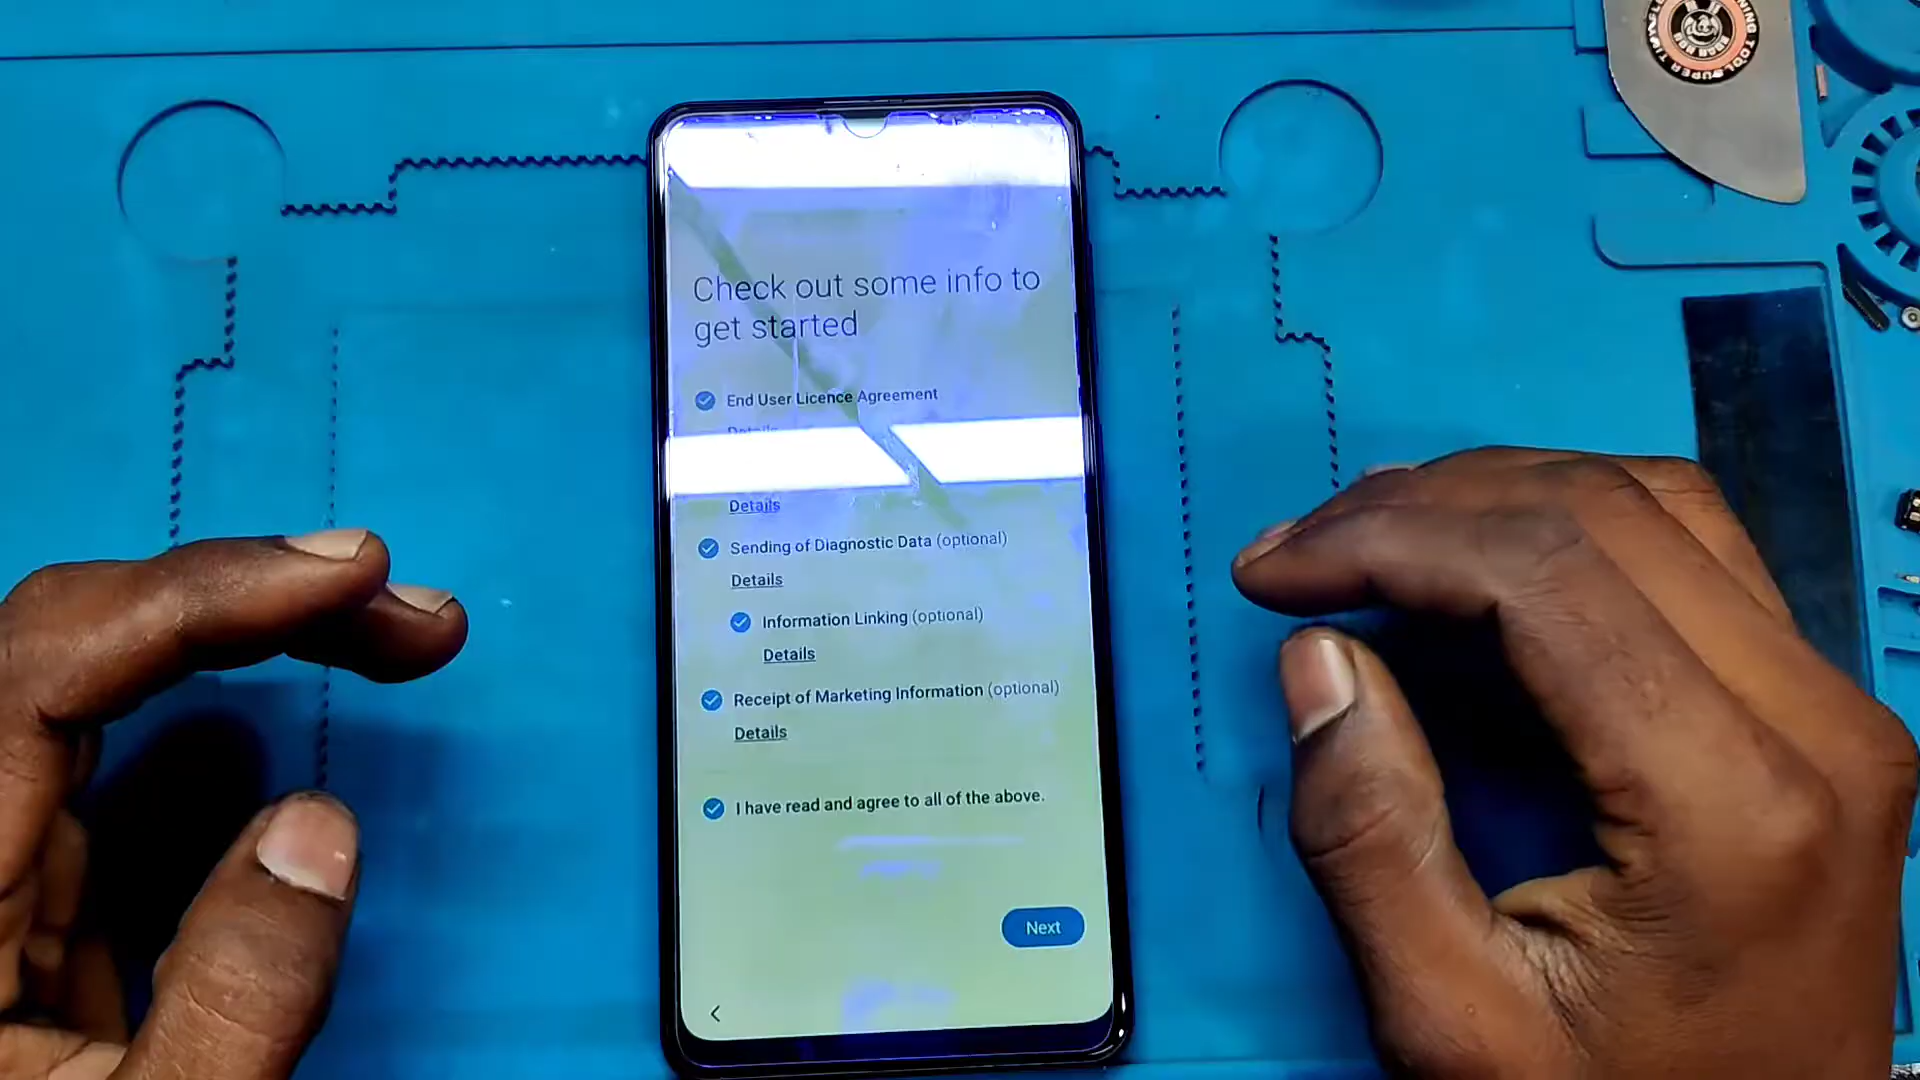 Check out some info to
get started
End User Licence Agreement
Details
Details
Sending of Diagnostic Data (optional)
Details
Information Linking (optional)
Details
Receipt of Marketing Information (optional)
Details
I have read and agree to all of the above.
Next